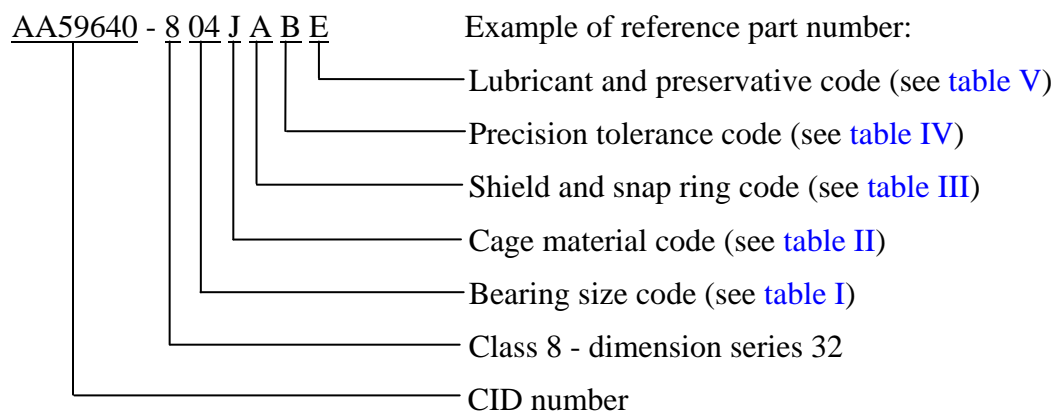 AA59640 - 8 04 J A B E Example of reference part number:
Lubricant and preservative code (see table V)
Precision tolerance code (see table IV)
Shield and snap ring code (see table III)
Cage material code (see table II)
Bearing size code (see table I)
Class 8 - dimension series 32
CID number